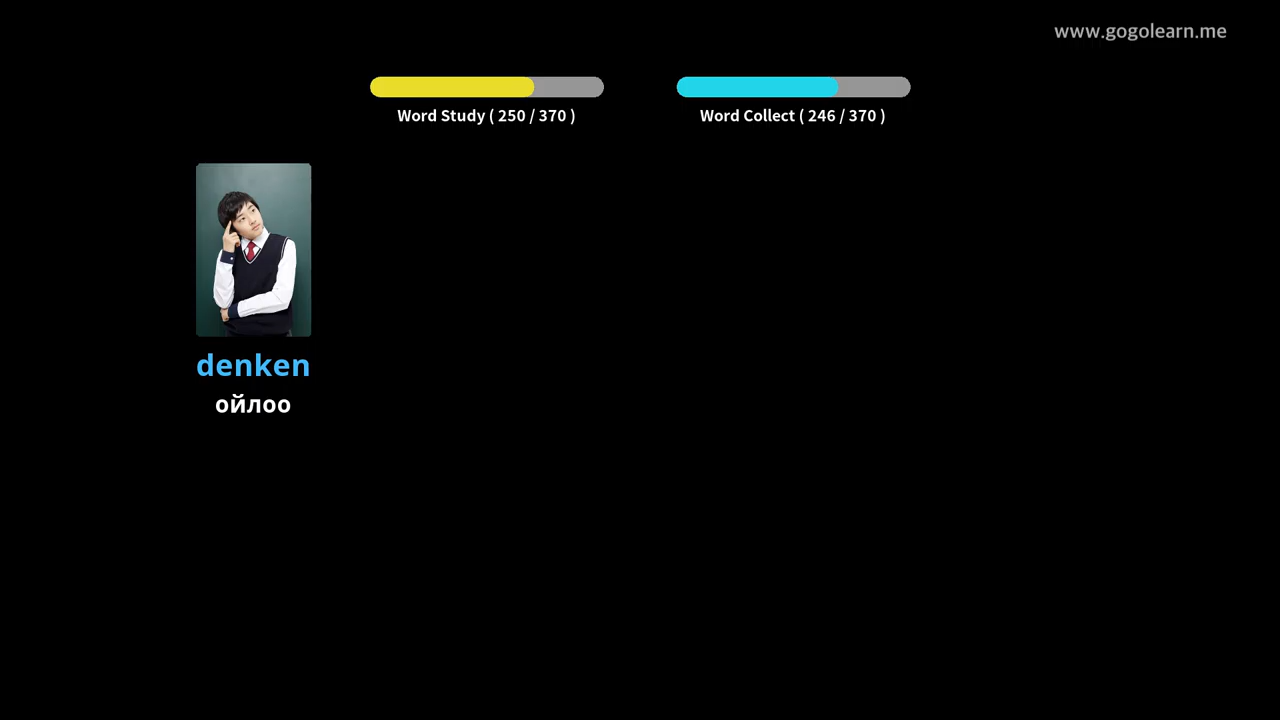 www.gogolearn.me
Word Study ( 250 / 370 )
Word Collect ( 246 / 370 )
denken
ойлоо